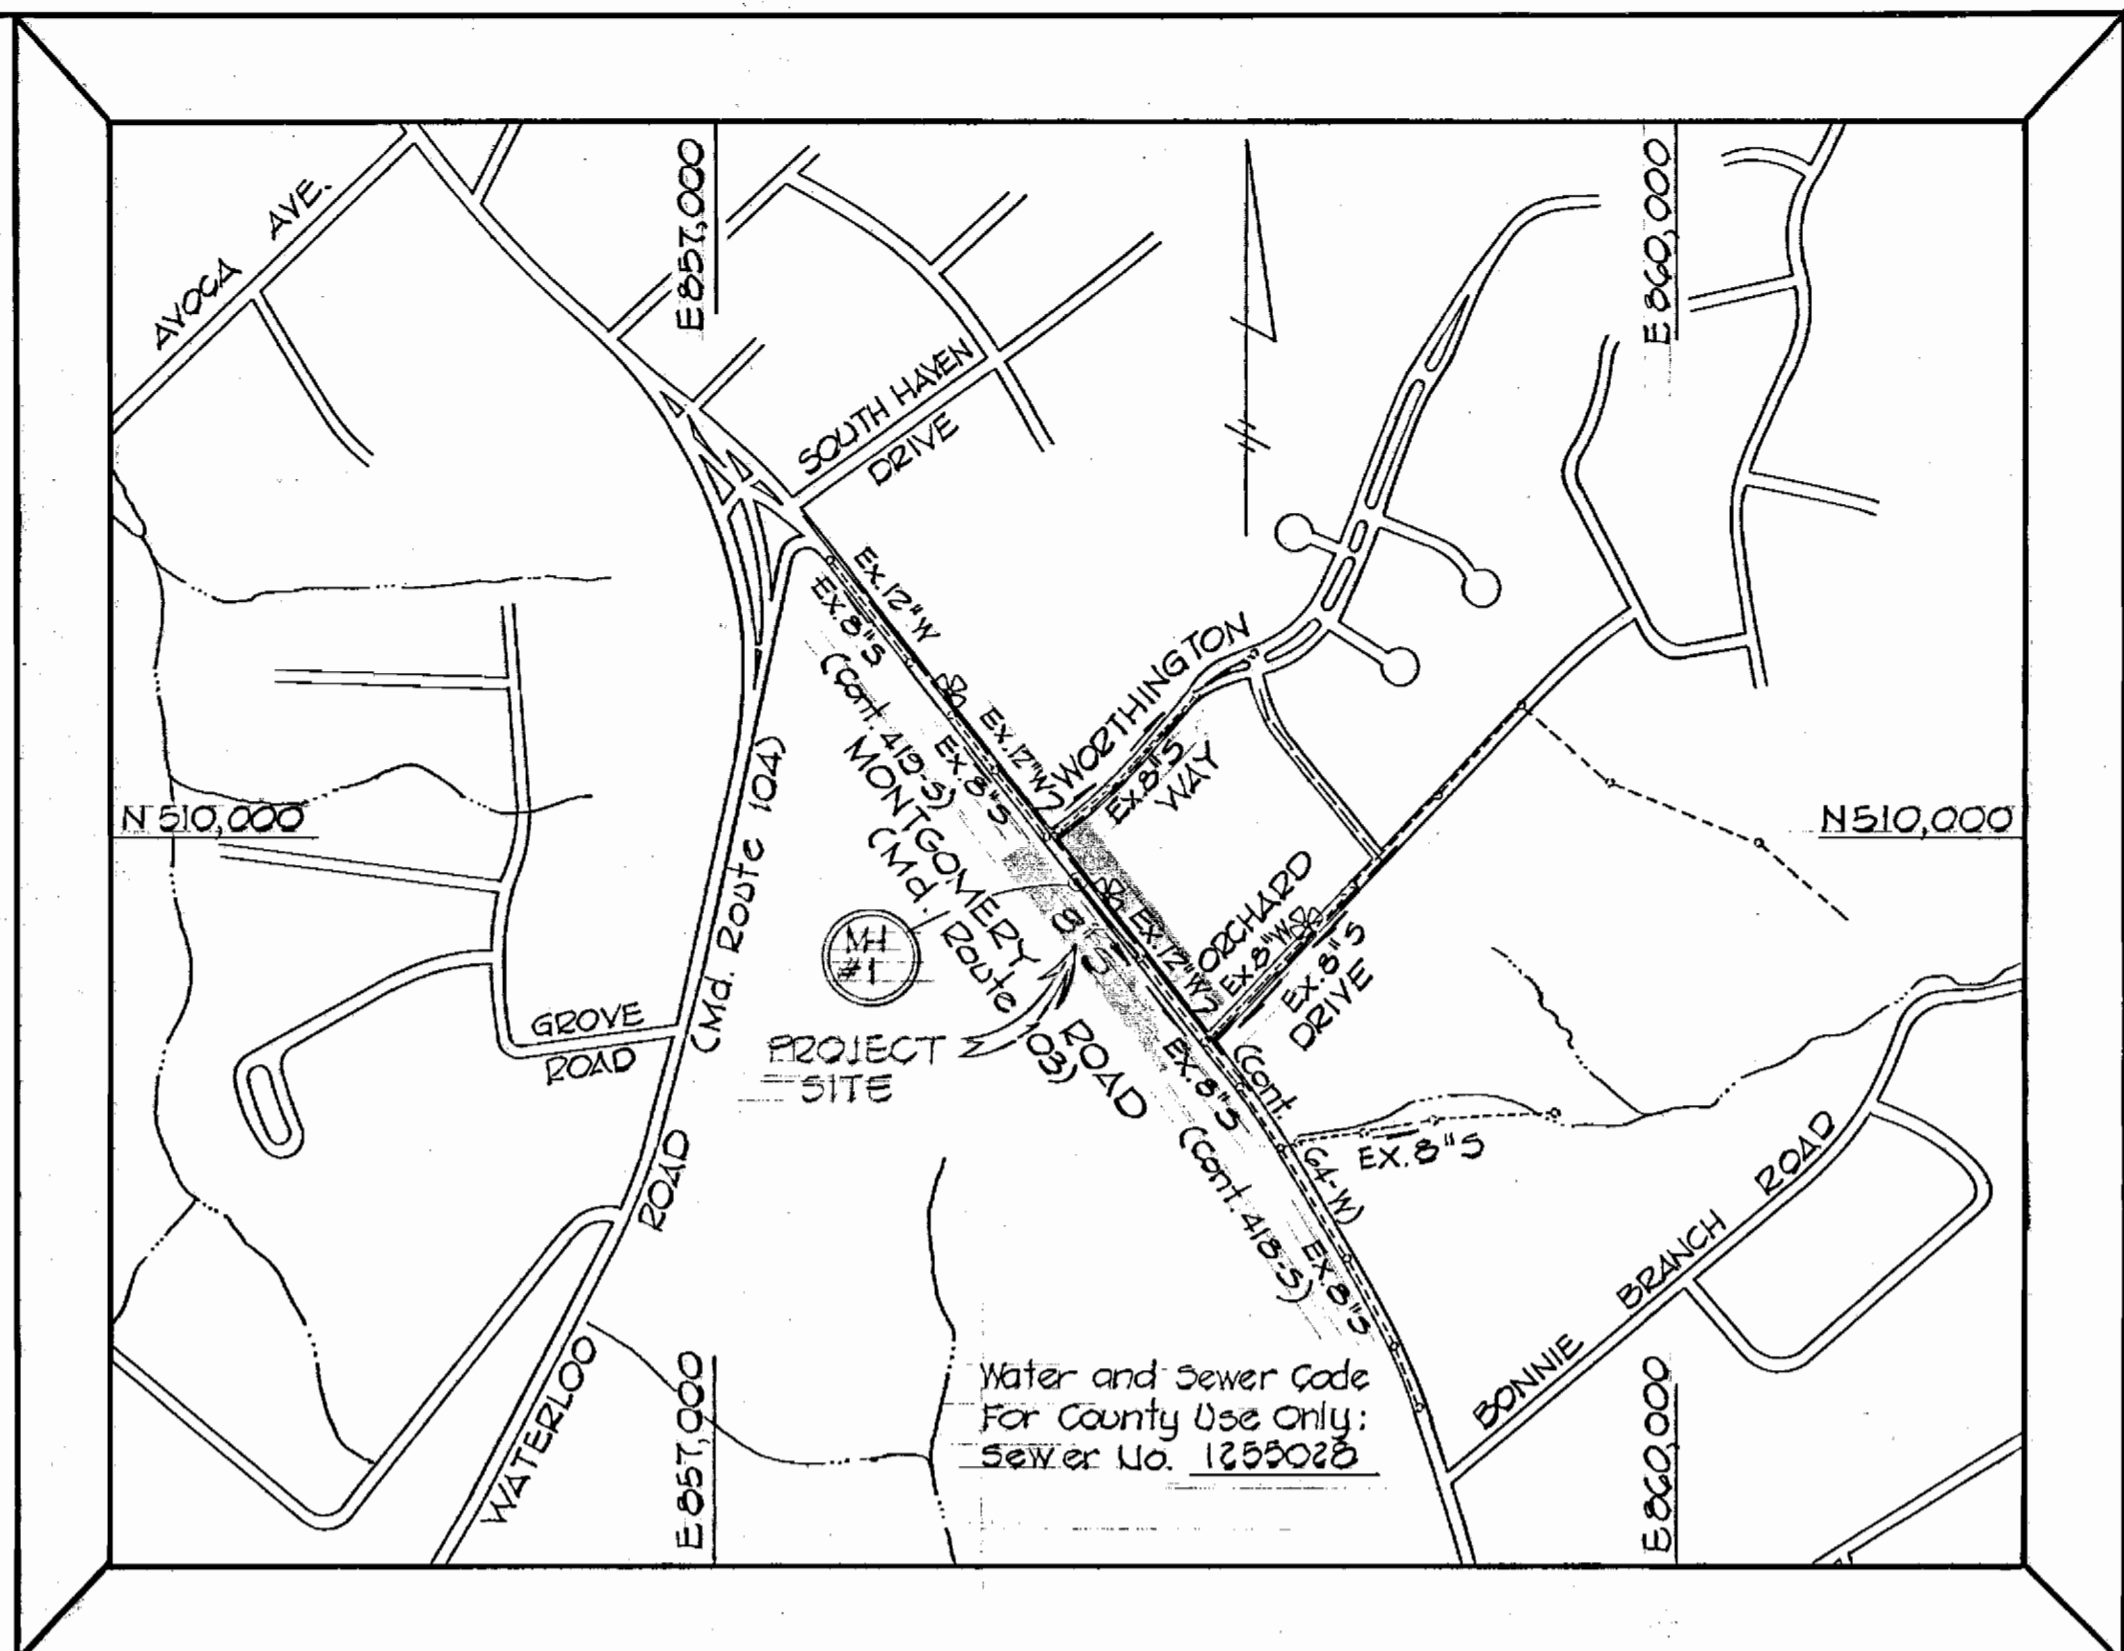 AVOCA AVE.
E 857,000
E 860,000
SOUTH HAVEN
DRIVE
EX. 12" W
EX. 8" S
(Cont. 419-S)
EX. 12" W
EX. 8" S
WORTHINGTON
WAY
EX. 8" S
N 510,000
N 510,000
MONTGOMERY
ROAD
(Md. Route 103)
(Md. Route 104)
MH
#1
8" S
EX. 12" W
ORCHARD
DRIVE
EX. 8" W
EX. 8" S
PROJECT
SITE
GROVE
ROAD
EX. 8" S
(Cont.
64-W)
EX. 8" S
(Cont. 418-S)
EX. 8" S
WATERLOO ROAD
BONNIE BRANCH ROAD
Water and Sewer Code
For County Use Only:
Sewer No. 1255028
E 857,000
E 860,000